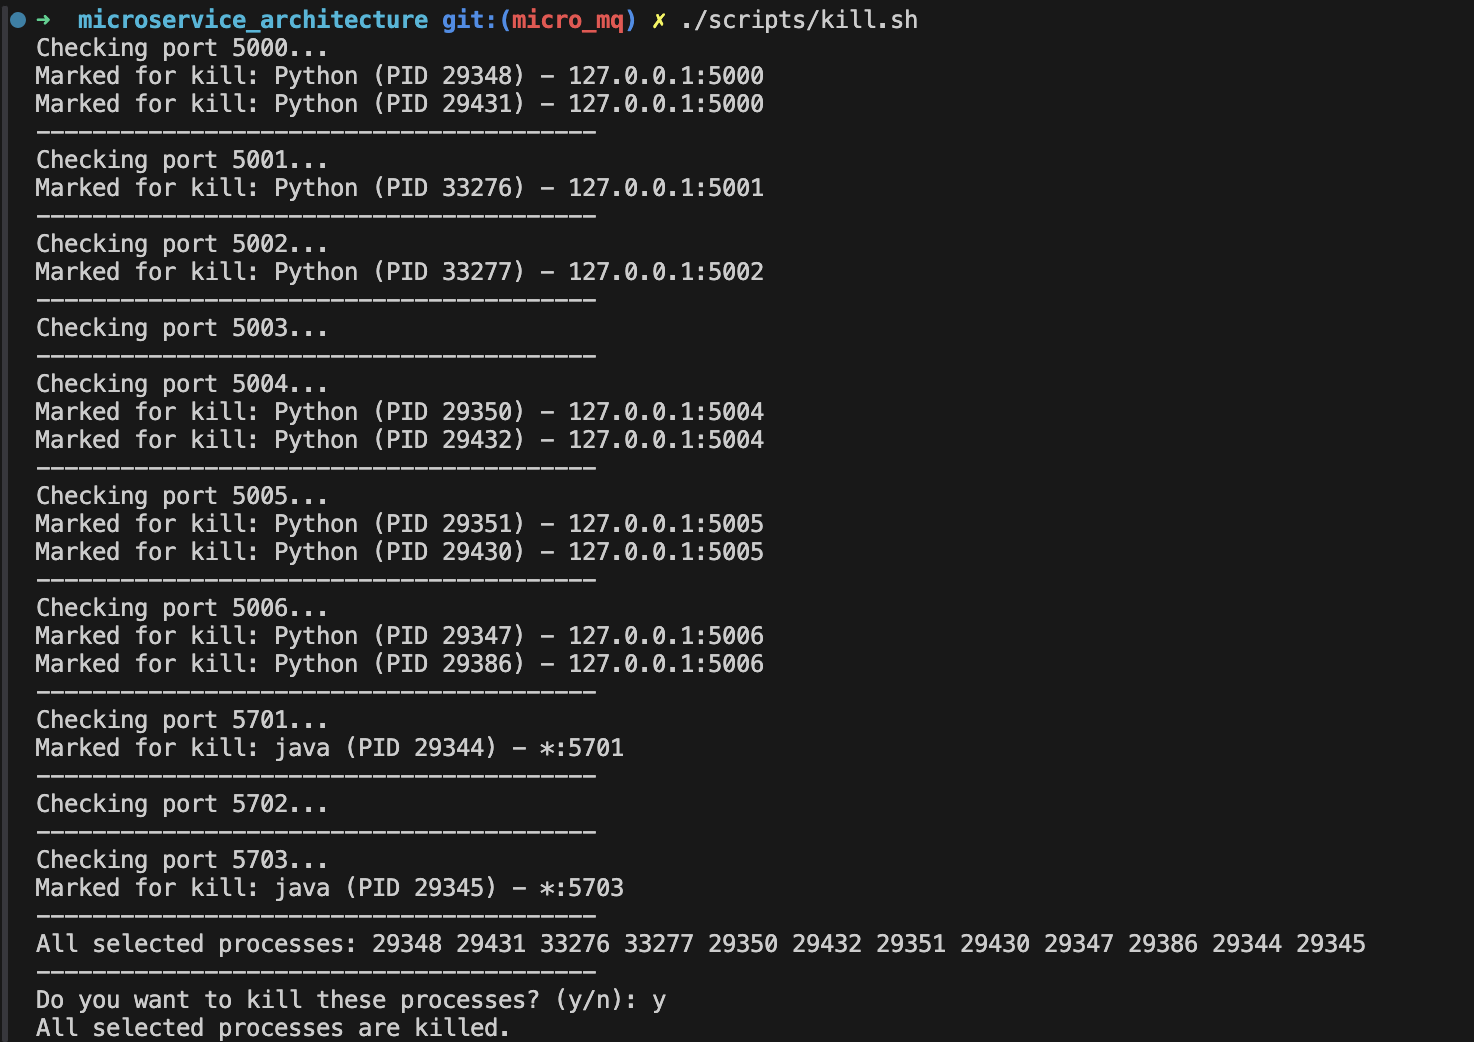 ➜  microservice_architecture git:(micro_mq) ✗ ./scripts/kill.sh
Checking port 5000...
Marked for kill: Python (PID 29348) - 127.0.0.1:5000
Marked for kill: Python (PID 29431) - 127.0.0.1:5000
----------------------------------------
Checking port 5001...
Marked for kill: Python (PID 33276) - 127.0.0.1:5001
----------------------------------------
Checking port 5002...
Marked for kill: Python (PID 33277) - 127.0.0.1:5002
----------------------------------------
Checking port 5003...
----------------------------------------
Checking port 5004...
Marked for kill: Python (PID 29350) - 127.0.0.1:5004
Marked for kill: Python (PID 29432) - 127.0.0.1:5004
----------------------------------------
Checking port 5005...
Marked for kill: Python (PID 29351) - 127.0.0.1:5005
Marked for kill: Python (PID 29430) - 127.0.0.1:5005
----------------------------------------
Checking port 5006...
Marked for kill: Python (PID 29347) - 127.0.0.1:5006
Marked for kill: Python (PID 29386) - 127.0.0.1:5006
----------------------------------------
Checking port 5701...
Marked for kill: java (PID 29344) - *:5701
----------------------------------------
Checking port 5702...
----------------------------------------
Checking port 5703...
Marked for kill: java (PID 29345) - *:5703
----------------------------------------
All selected processes: 29348 29431 33276 33277 29350 29432 29351 29430 29347 29386 29344 29345
----------------------------------------
Do you want to kill these processes? (y/n): y
All selected processes are killed.